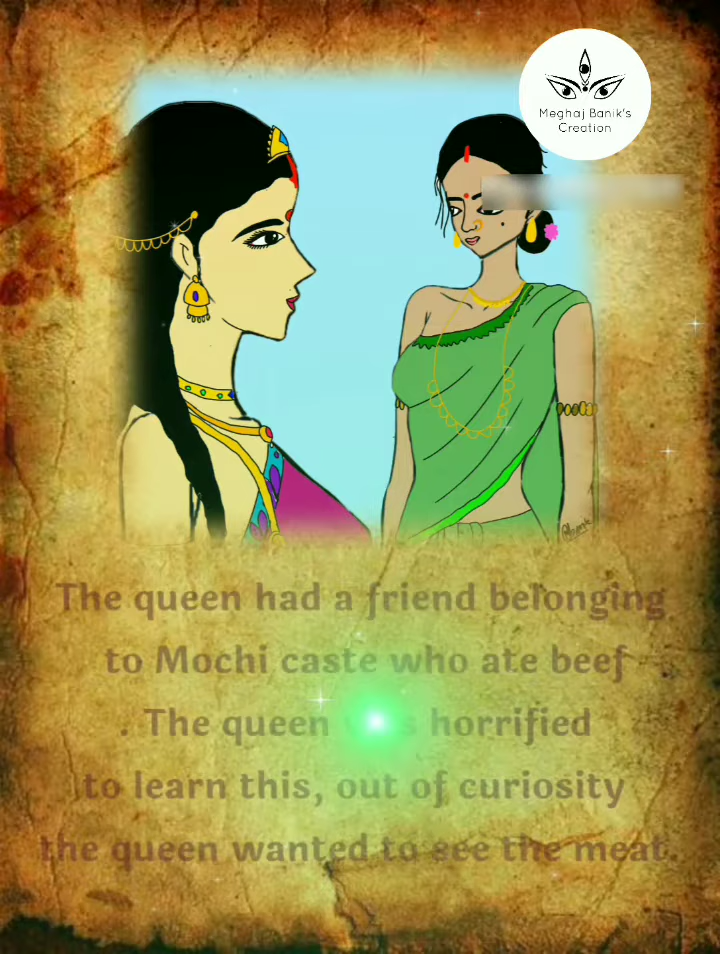 Meghaj Banik's
Creation
The queen had a friend belonging
to Mochi caste who ate beef
. The queen was horrified
to learn this, out of curiosity
the queen wanted to see the meat.